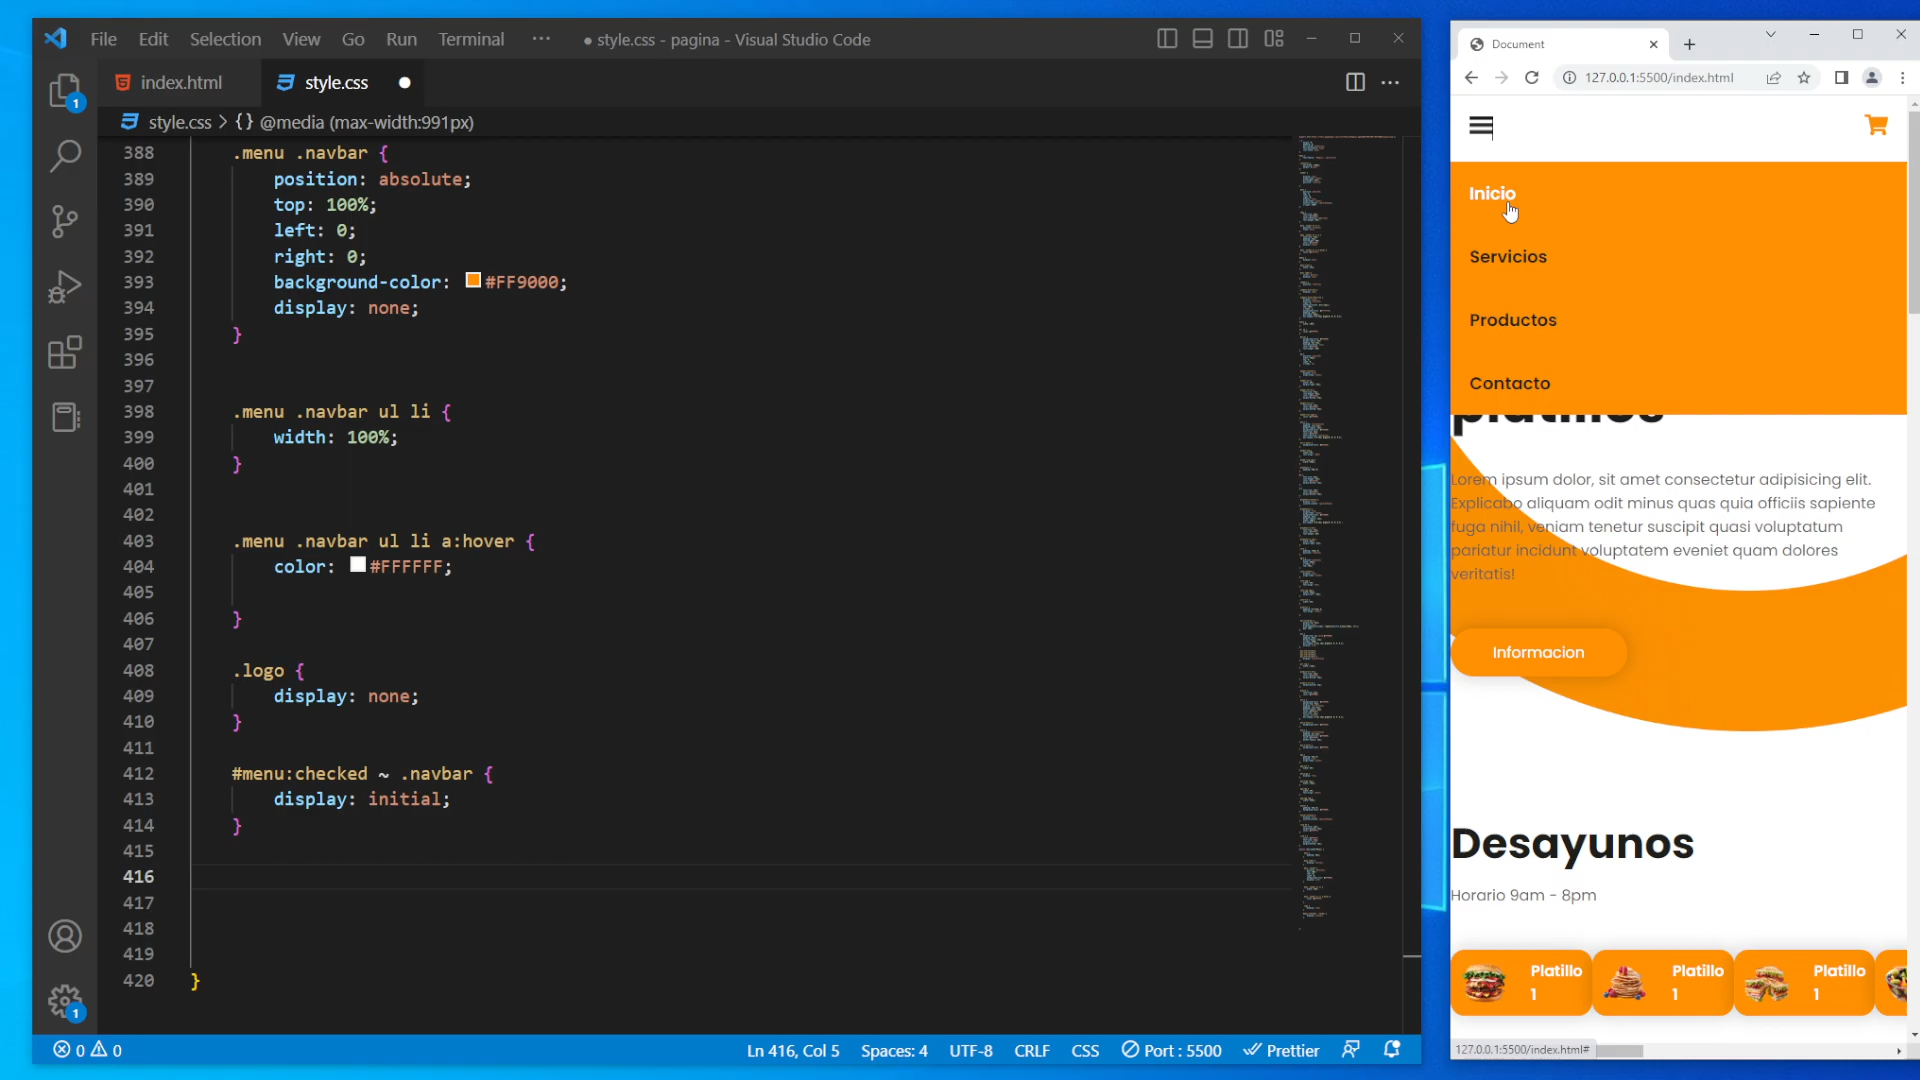 File Edit Selection View Go Run Terminal ··· ● style.css - pagina - Visual Studio Code
index.html style.css
style.css > {} @media (max-width:991px)
388 .menu .navbar {
389 position: absolute;
390 top: 100%;
391 left: 0;
392 right: 0;
393 background-color: #FF9000;
394 display: none;
395 }
396
397
398 .menu .navbar ul li {
399 width: 100%;
400 }
401
402
403 .menu .navbar ul li a:hover {
404 color: #FFFFFF;
405
406 }
407
408 .logo {
409 display: none;
410 }
411
412 #menu:checked ~ .navbar {
413 display: initial;
414 }
415
416
417
418
419
420 }
1
1
0 0
Ln 416, Col 5 Spaces: 4 UTF-8 CRLF CSS Port : 5500 Prettier
Document
127.0.0.1:5500/index.html
Inicio
Servicios
Productos
Contacto
platillos
Lorem ipsum dolor, sit amet consectetur adipisicing elit.
Explicabo aliquam odit minus quas quia officiis sapiente
fuga nihil, veniam tenetur suscipit quasi voluptatum
pariatur incidunt voluptatem eveniet quam dolores
veritatis!
Informacion
Desayunos
Horario 9am - 8pm
Platillo
1
Platillo
1
Platillo
1
127.0.0.1:5500/index.html#